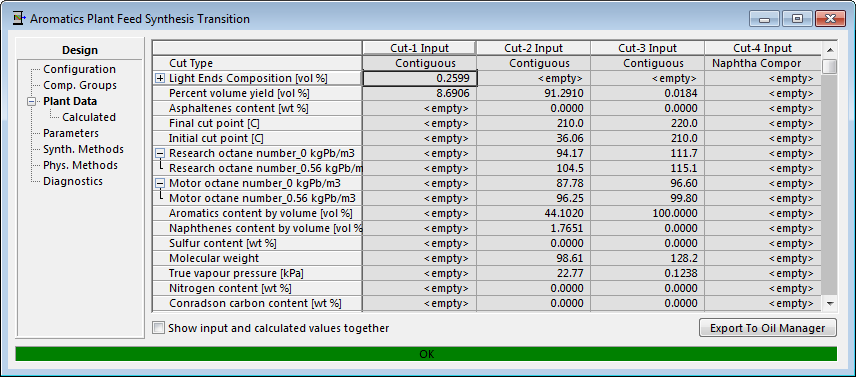 Aromatics Plant Feed Synthesis Transition
Design
Configuration
Comp. Groups
Plant Data
Calculated
Parameters
Synth. Methods
Phys. Methods
Diagnostics
Cut-1 Input Cut-2 Input Cut-3 Input Cut-4 Input
Cut Type Contiguous Contiguous Contiguous Naphtha Compor
Light Ends Composition [vol %] 0.2599 <empty> <empty> <empty>
Percent volume yield [vol %] 8.6906 91.2910 0.0184 <empty>
Asphaltenes content [wt %] <empty> 0.0000 0.0000 <empty>
Final cut point [C] <empty> 210.0 220.0 <empty>
Initial cut point [C] <empty> 36.06 210.0 <empty>
Research octane number_0 kgPb/m3 <empty> 94.17 111.7 <empty>
Research octane number_0.56 kgPb/m <empty> 104.5 115.1 <empty>
Motor octane number_0 kgPb/m3 <empty> 87.78 96.60 <empty>
Motor octane number_0.56 kgPb/m3 <empty> 96.25 99.80 <empty>
Aromatics content by volume [vol %] <empty> 44.1020 100.0000 <empty>
Naphthenes content by volume [vol % <empty> 1.7651 0.0000 <empty>
Sulfur content [wt %] <empty> 0.0000 0.0000 <empty>
Molecular weight <empty> 98.61 128.2 <empty>
True vapour pressure [kPa] <empty> 22.77 0.1238 <empty>
Nitrogen content [wt %] <empty> 0.0000 0.0000 <empty>
Conradson carbon content [wt %] <empty> 0.0000 0.0000 <empty>
Show input and calculated values together
Export To Oil Manager
OK